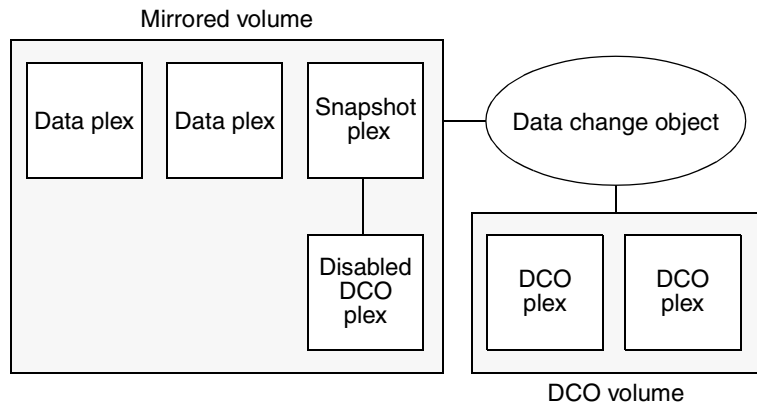 Mirrored volume
Data plex
Data plex
Snapshot
plex
Data change object
Disabled
DCO
plex
DCO
plex
DCO
plex
DCO volume